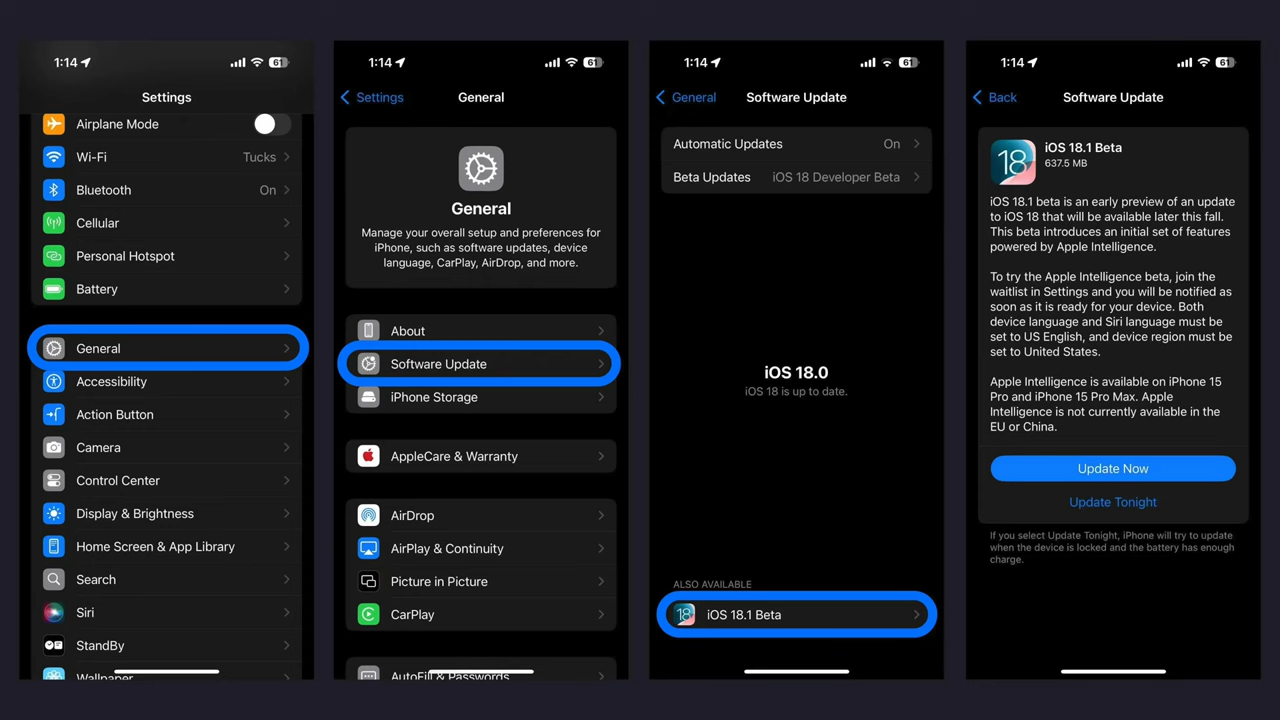 1:14
61
Settings
Airplane Mode
Wi-Fi Tucks
Bluetooth On
Cellular
Personal Hotspot
Battery
General
Accessibility
Action Button
Camera
Control Center
Display & Brightness
Home Screen & App Library
Search
Siri
StandBy
Wallpaper
1:14
61
Settings General
General
Manage your overall setup and preferences for
iPhone, such as software updates, device
language, CarPlay, AirDrop, and more.
About
Software Update
iPhone Storage
AppleCare & Warranty
AirDrop
AirPlay & Continuity
Picture in Picture
CarPlay
AutoFill & Passwords
1:14
61
General Software Update
Automatic Updates On
Beta Updates iOS 18 Developer Beta
iOS 18.0
iOS 18 is up to date.
ALSO AVAILABLE
18 iOS 18.1 Beta
1:14
61
Back Software Update
18
iOS 18.1 Beta
637.5 MB
iOS 18.1 beta is an early preview of an update
to iOS 18 that will be available later this fall.
This beta introduces an initial set of features
powered by Apple Intelligence.
To try the Apple Intelligence beta, join the
waitlist in Settings and you will be notified as
soon as it is ready for your device. Both
device language and Siri language must be
set to US English, and device region must be
set to United States.
Apple Intelligence is available on iPhone 15
Pro and iPhone 15 Pro Max. Apple
Intelligence is not currently available in the
EU or China.
Update Now
Update Tonight
If you select Update Tonight, iPhone will try to update
when the device is locked and the battery has enough
charge.